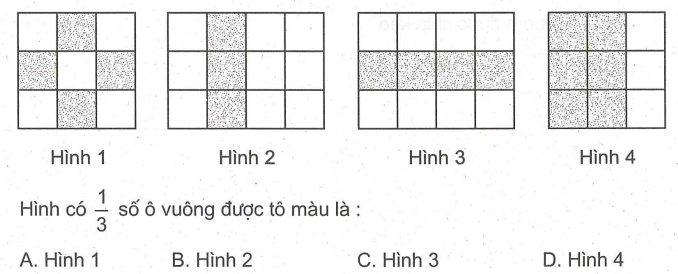 Hình 1 Hình 2 Hình 3 Hình 4
Hình có 1/3 số ô vuông được tô màu là :
A. Hình 1 B. Hình 2 C. Hình 3 D. Hình 4